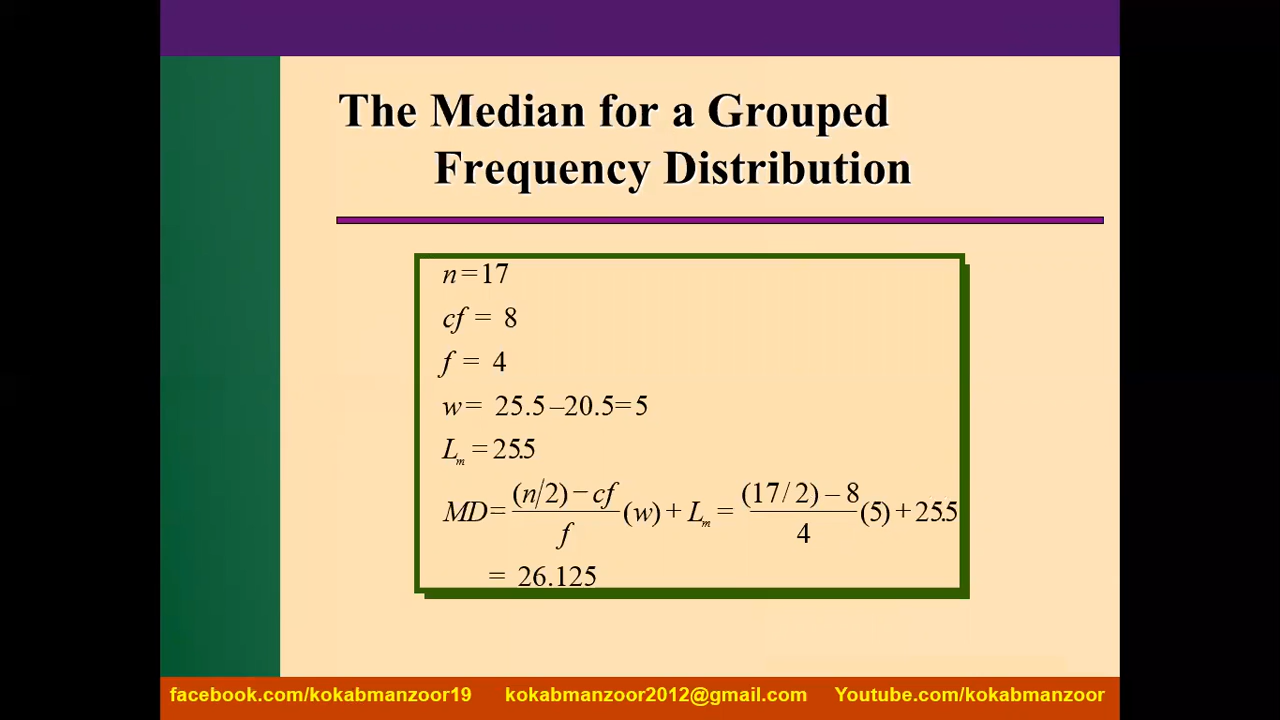 The Median for a Grouped
Frequency Distribution
n=17
cf = 8
f = 4
w= 25.5–20.5=5
Lm =25.5
MD= (n/2) – cf / f (w) + Lm = (17/2) – 8 / 4 (5) + 25.5
= 26.125
facebook.com/kokabmanzoor19 kokabmanzoor2012@gmail.com Youtube.com/kokabmanzoor